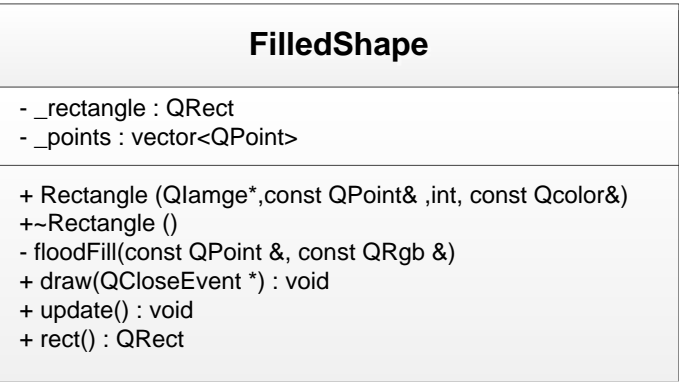 FilledShape
- _rectangle : QRect
- _points : vector<QPoint>
+ Rectangle (QIamge*,const QPoint& ,int, const Qcolor&)
+~Rectangle ()
- floodFill(const QPoint &, const QRgb &)
+ draw(QCloseEvent *) : void
+ update() : void
+ rect() : QRect